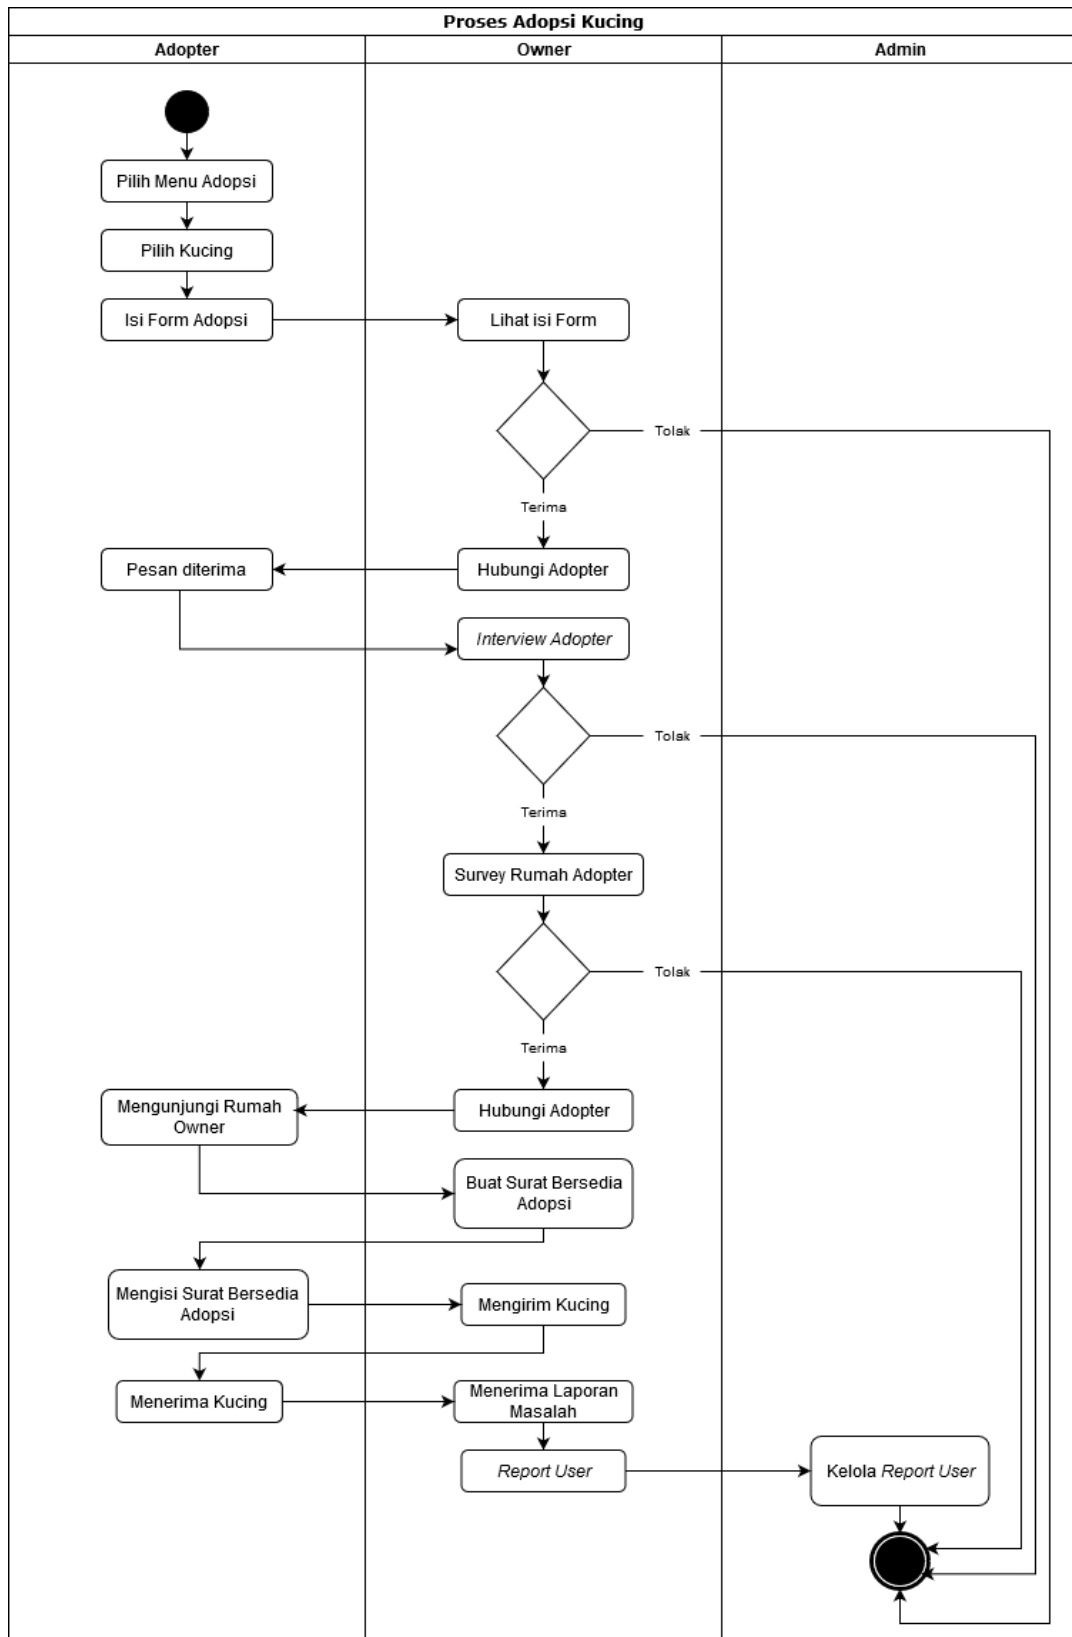 Proses Adopsi Kucing
Adopter
Owner
Admin
Pilih Menu Adopsi
Pilih Kucing
Isi Form Adopsi
Lihat isi Form
Tolak
Terima
Pesan diterima
Hubungi Adopter
Interview Adopter
Tolak
Terima
Survey Rumah Adopter
Tolak
Terima
Mengunjungi Rumah
Owner
Hubungi Adopter
Buat Surat Bersedia
Adopsi
Mengisi Surat Bersedia
Adopsi
Mengirim Kucing
Menerima Kucing
Menerima Laporan
Masalah
Report User
Kelola Report User